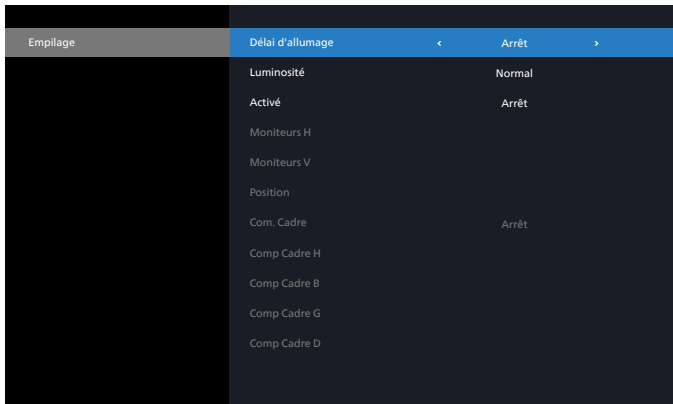 Empilage
Délai d'allumage ‹ Arrêt ›
Luminosité Normal
Activé Arrêt
Moniteurs H
Moniteurs V
Position
Com. Cadre Arrêt
Comp Cadre H
Comp Cadre B
Comp Cadre G
Comp Cadre D